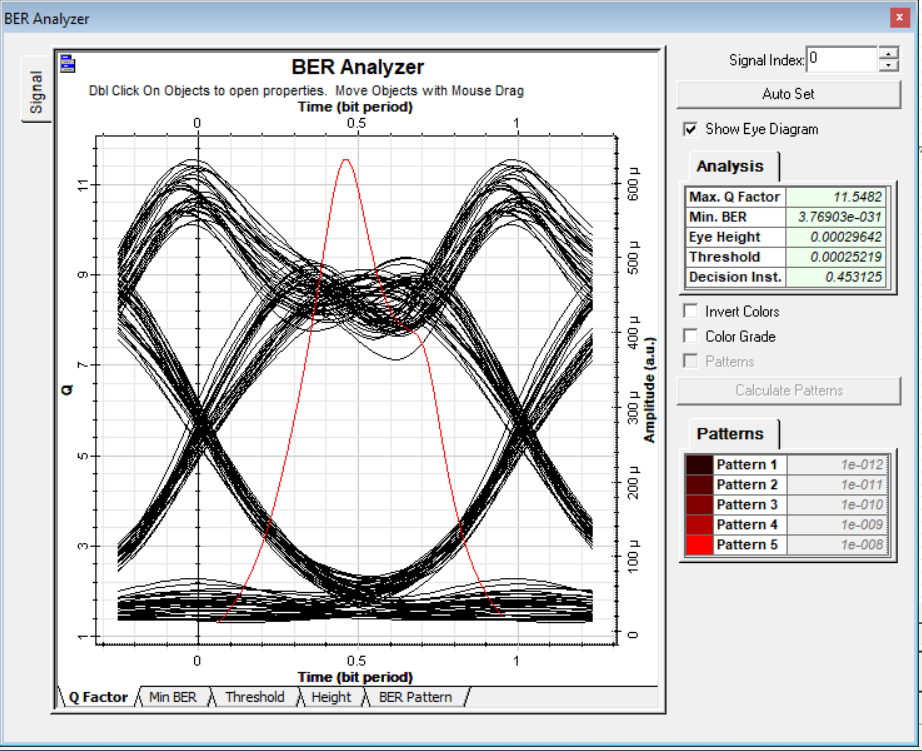 BER Analyzer
Signal
BER Analyzer
Dbl Click On Objects to open properties. Move Objects with Mouse Drag
Time (bit period)
0 0.5 1
Q
11
9
7
5
3
1
600 µ
500 µ
400 µ
300 µ
200 µ
100 µ
0
Amplitude (a.u.)
0 0.5 1
Time (bit period)
Q Factor Min BER Threshold Height BER Pattern
Signal Index: 0
Auto Set
Show Eye Diagram
Analysis
Max. Q Factor 11.5482
Min. BER 3.76903e-031
Eye Height 0.00029642
Threshold 0.00025219
Decision Inst. 0.453125
Invert Colors
Color Grade
Patterns
Calculate Patterns
Patterns
Pattern 1 1e-012
Pattern 2 1e-011
Pattern 3 1e-010
Pattern 4 1e-009
Pattern 5 1e-008